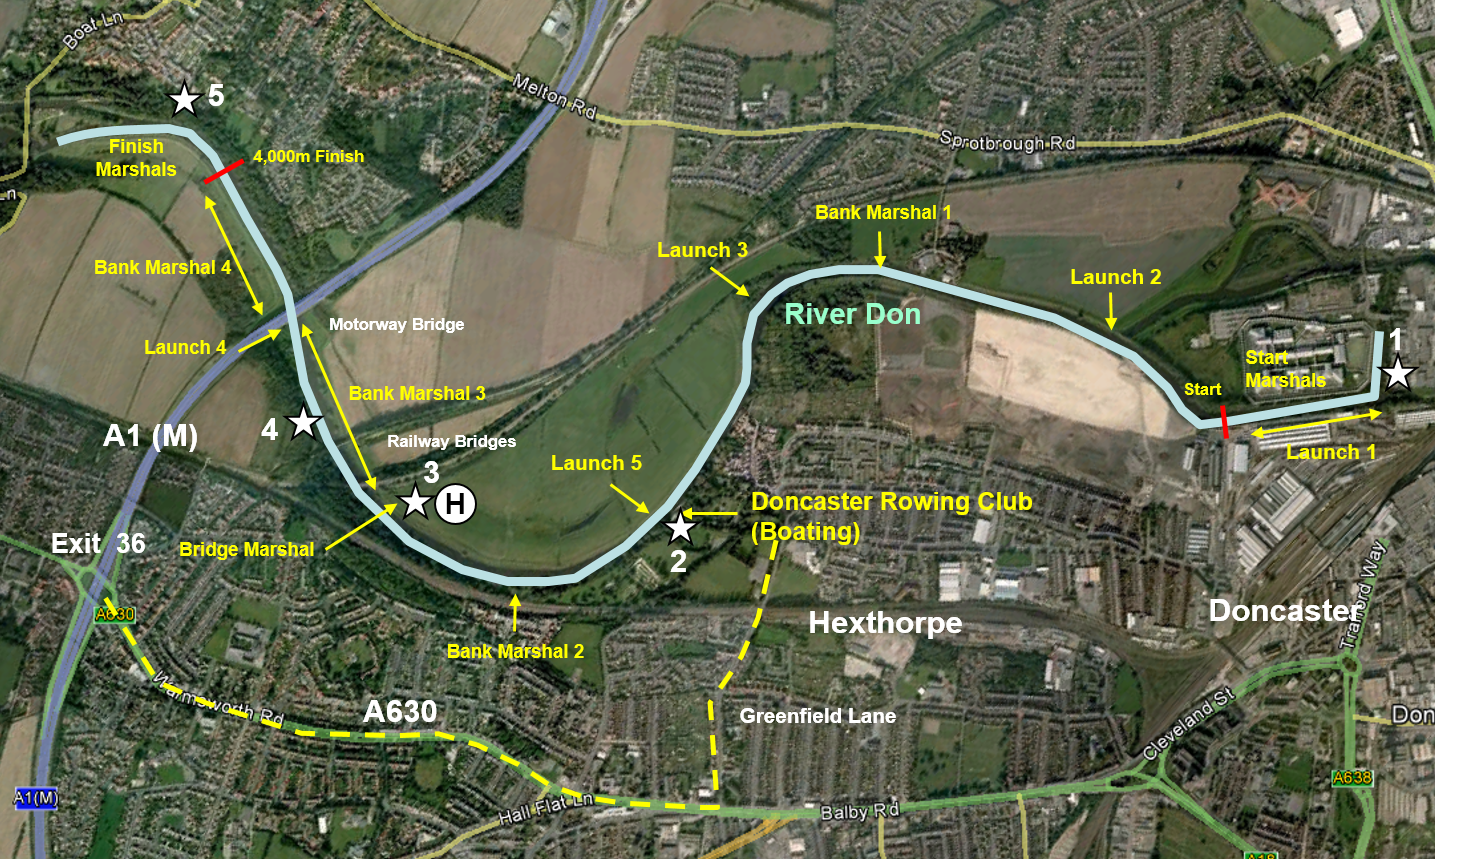 Boat Ln
5
Melton Rd
Finish
Marshals
4,000m Finish
Sprotbrough Rd
Ln
Bank Marshal 1
Launch 3
Bank Marshal 4
Launch 2
River Don
Motorway Bridge
1
Launch 4
Start
Marshals
Start
Bank Marshal 3
4
A1 (M)
Railway Bridges
Launch 1
3
Launch 5
H
Doncaster Rowing Club
(Boating)
Exit 36
Bridge Marshal
2
A630
Hexthorpe
Doncaster
Trafford Way
Bank Marshal 2
Warmsworth Rd
A630
Greenfield Lane
Don
Cleveland St
A638
A1(M)
Hall Flat Ln
Balby Rd
A18